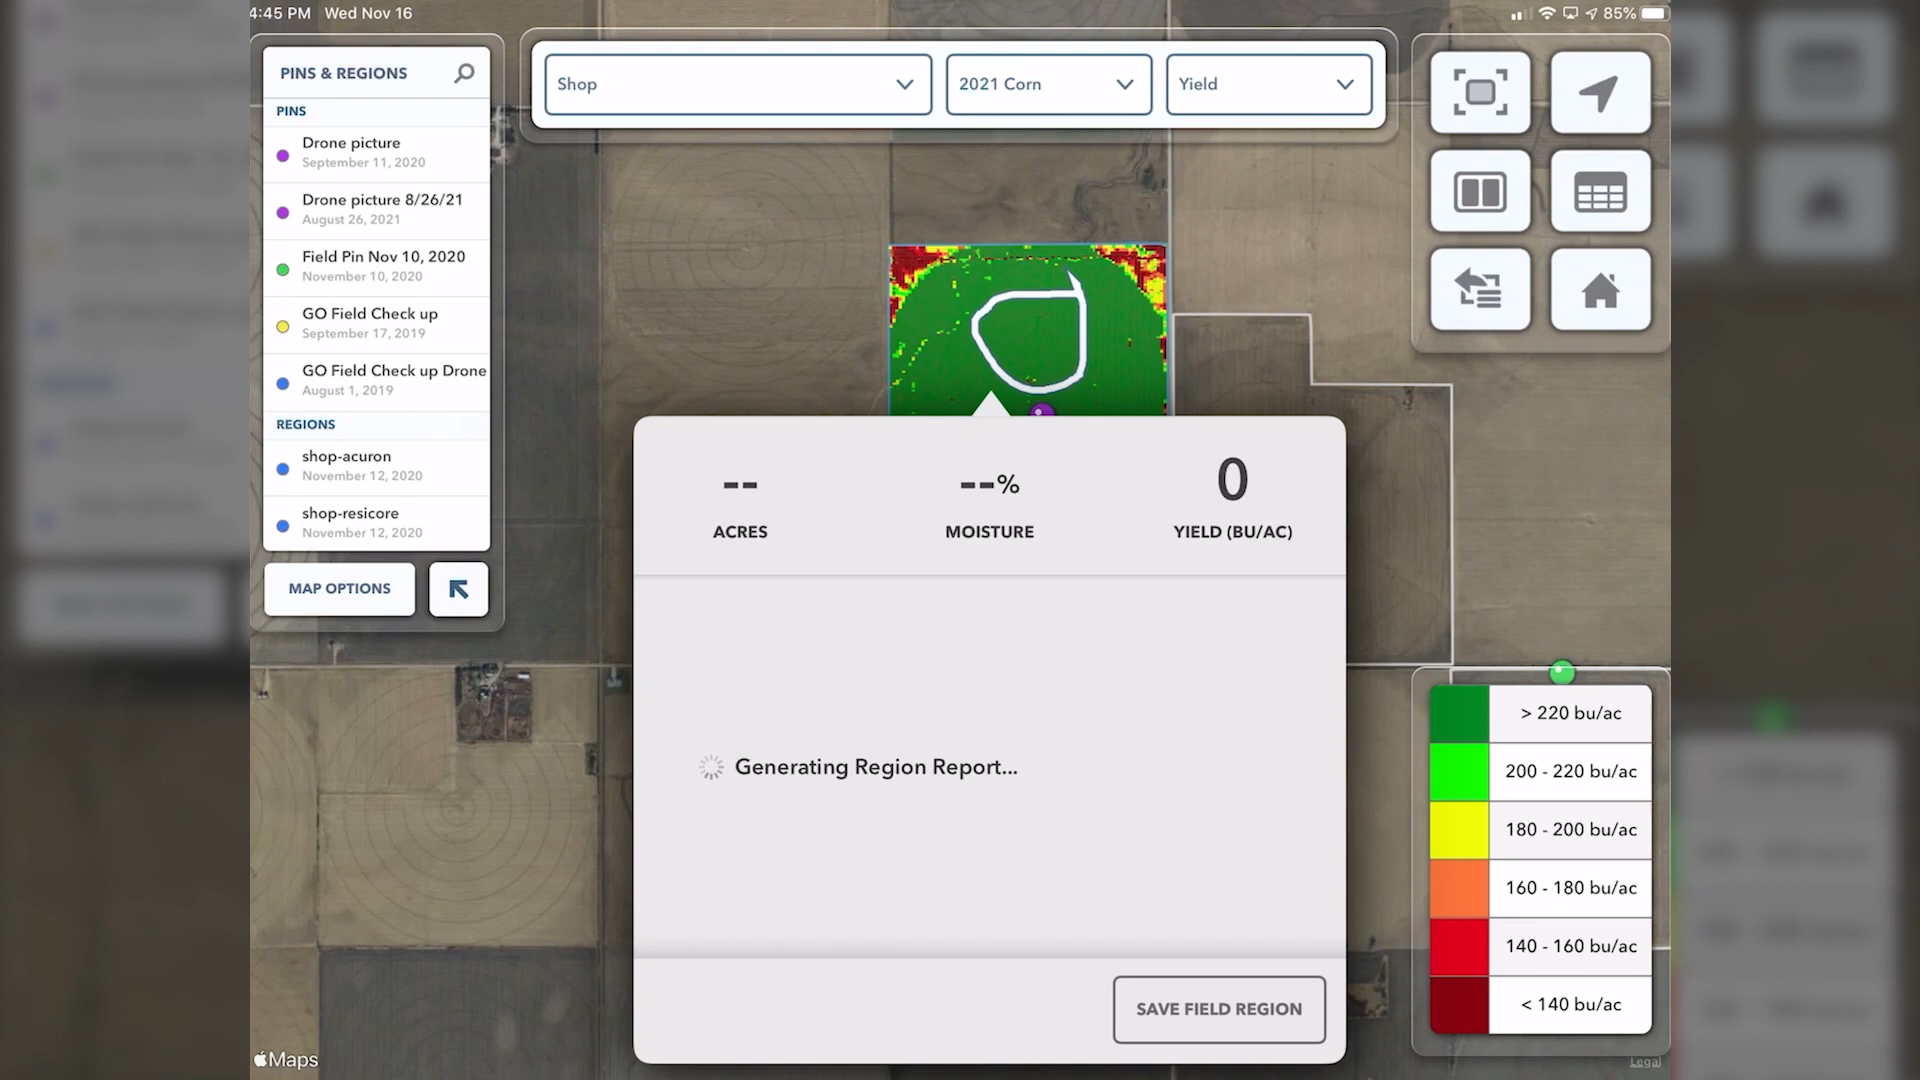 4:45 PM Wed Nov 16
85%
PINS & REGIONS
PINS
Drone picture
September 11, 2020
Drone picture 8/26/21
August 26, 2021
Field Pin Nov 10, 2020
November 10, 2020
GO Field Check up
September 17, 2019
GO Field Check up Drone
August 1, 2019
REGIONS
shop-acuron
November 12, 2020
shop-resicore
November 12, 2020
MAP OPTIONS
Shop
2021 Corn
Yield
--
--%
0
ACRES
MOISTURE
YIELD (BU/AC)
Generating Region Report...
SAVE FIELD REGION
> 220 bu/ac
200 - 220 bu/ac
180 - 200 bu/ac
160 - 180 bu/ac
140 - 160 bu/ac
< 140 bu/ac
Maps
Legal